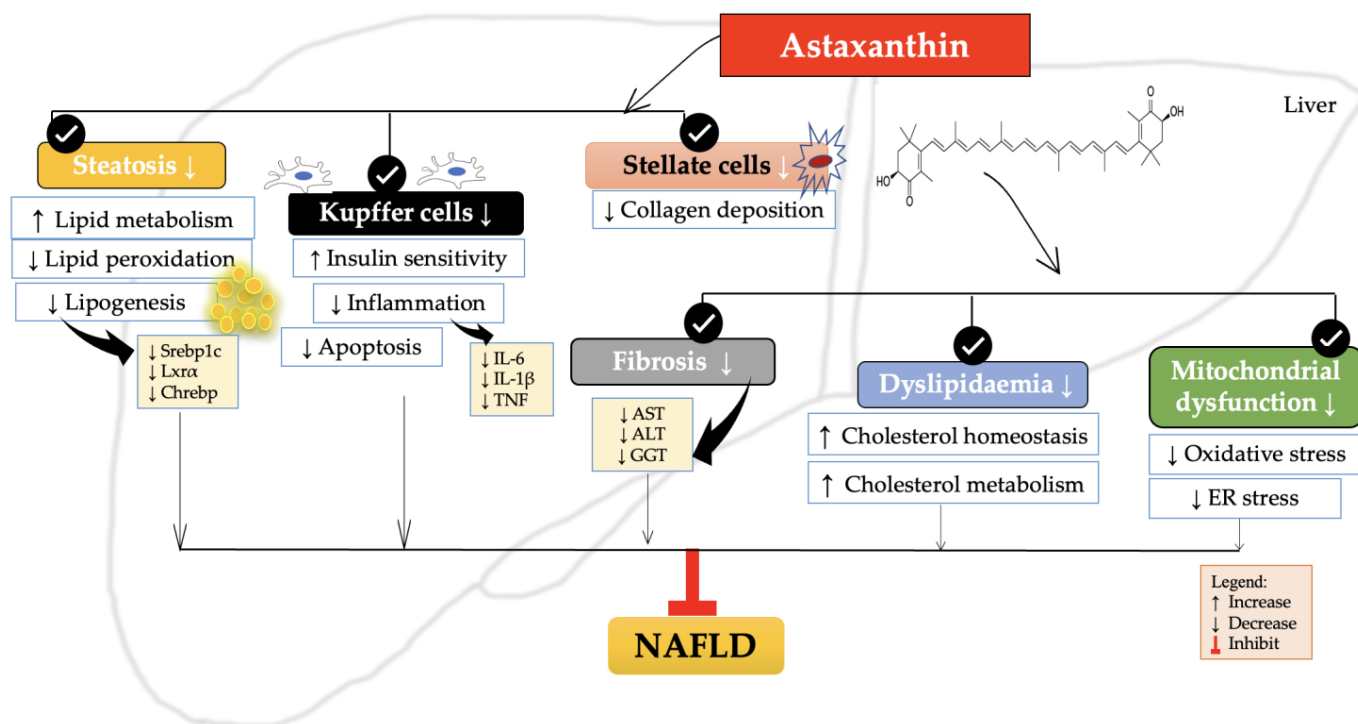 Astaxanthin
Liver
O
OH
HO
O
Steatosis ↓
↑ Lipid metabolism
↓ Lipid peroxidation
↓ Lipogenesis
↓ Srebp1c
↓ Lxrα
↓ Chrebp
Kupffer cells ↓
↑ Insulin sensitivity
↓ Inflammation
↓ Apoptosis
↓ IL-6
↓ IL-1β
↓ TNF
Stellate cells ↓
↓ Collagen deposition
Fibrosis ↓
↓ AST
↓ ALT
↓ GGT
Dyslipidaemia ↓
↑ Cholesterol homeostasis
↑ Cholesterol metabolism
Mitochondrial
dysfunction ↓
↓ Oxidative stress
↓ ER stress
NAFLD
Legend:
↑ Increase
↓ Decrease
Inhibit